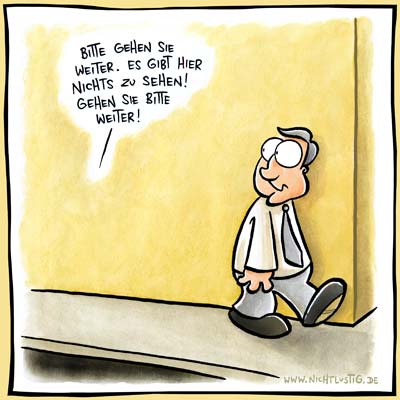 BITTE GEHEN SIE
WEITER. ES GIBT HIER
NICHTS ZU SEHEN!
GEHEN SIE BITTE
WEITER!
WWW.NICHTLUSTIG.DE